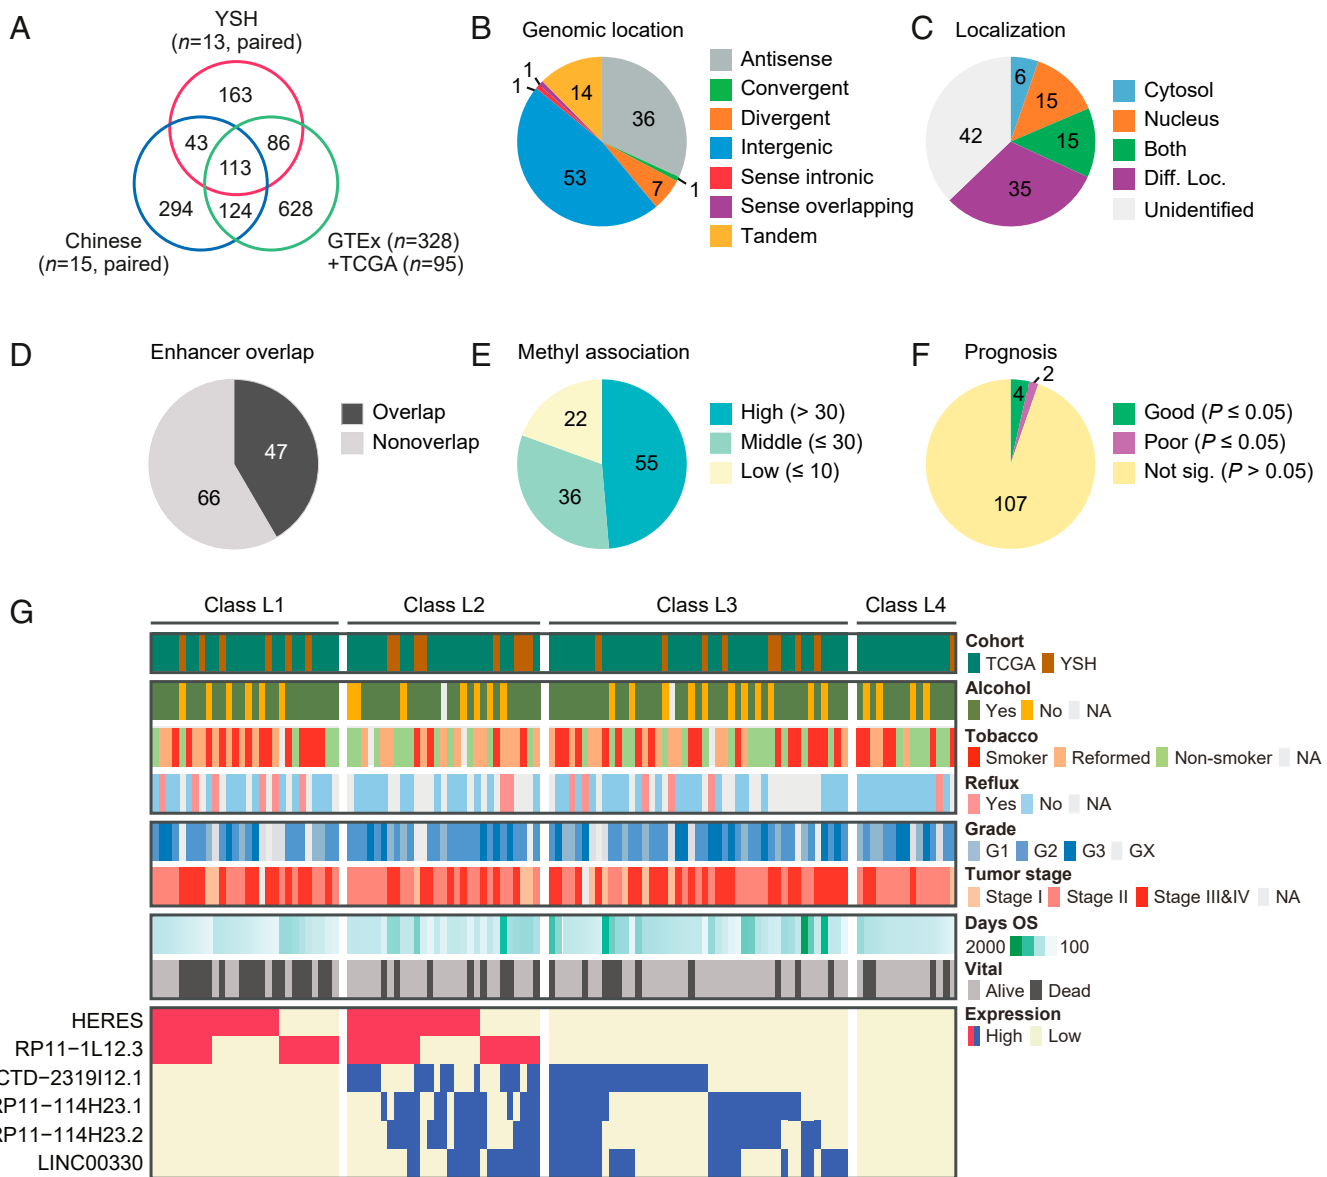 A
YSH
(n=13, paired)
163
43
86
113
294
124
628
Chinese
(n=15, paired)
GTEx (n=328)
+TCGA (n=95)
B
Genomic location
1
1
14
36
53
7
1
Antisense
Convergent
Divergent
Intergenic
Sense intronic
Sense overlapping
Tandem
C
Localization
6
15
15
35
42
Cytosol
Nucleus
Both
Diff. Loc.
Unidentified
D
Enhancer overlap
47
66
Overlap
Nonoverlap
E
Methyl association
22
55
36
High (> 30)
Middle (≤ 30)
Low (≤ 10)
F
Prognosis
2
4
107
Good (P ≤ 0.05)
Poor (P ≤ 0.05)
Not sig. (P > 0.05)
G
Class L1 Class L2 Class L3 Class L4
Cohort
TCGA YSH
Alcohol
Yes No NA
Tobacco
Smoker Reformed Non-smoker NA
Reflux
Yes No NA
Grade
G1 G2 G3 GX
Tumor stage
Stage I Stage II Stage III&IV NA
Days OS
2000 100
Vital
Alive Dead
Expression
High Low
HERES
RP11−1L12.3
CTD−2319I12.1
RP11−114H23.1
RP11−114H23.2
LINC00330